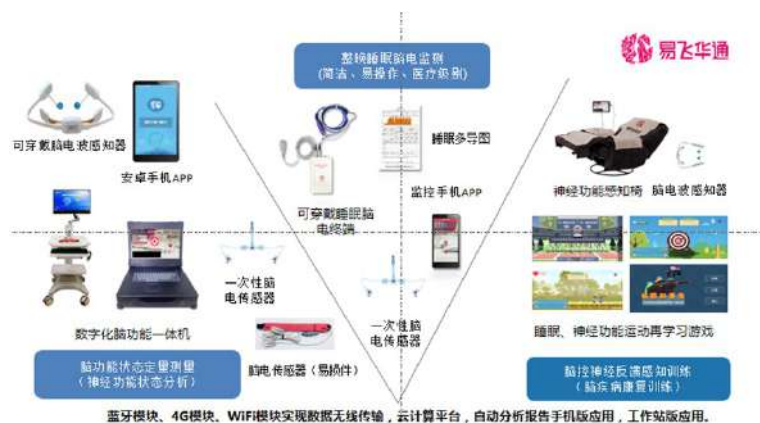 整晚睡眠脑电监测
(简洁、易操作、医疗级别)
易飞华通
可穿戴脑电波感知器
安卓手机APP
睡眠多导图
监控手机APP
可穿戴睡眠脑
电终端
神经功能感知椅
脑电波感知器
一次性脑
电传感器
数字化脑功能一体机
一次性脑
电传感器
脑电传感器（易损件）
睡眠、神经功能运动再学习游戏
脑功能状态定量测量
（神经功能状态分析）
脑控神经反馈感知训练
（脑疾病康复训练）
蓝牙模块、4G模块、WiFi模块实现数据无线传输，云计算平台，自动分析报告手机版应用，工作站版应用。